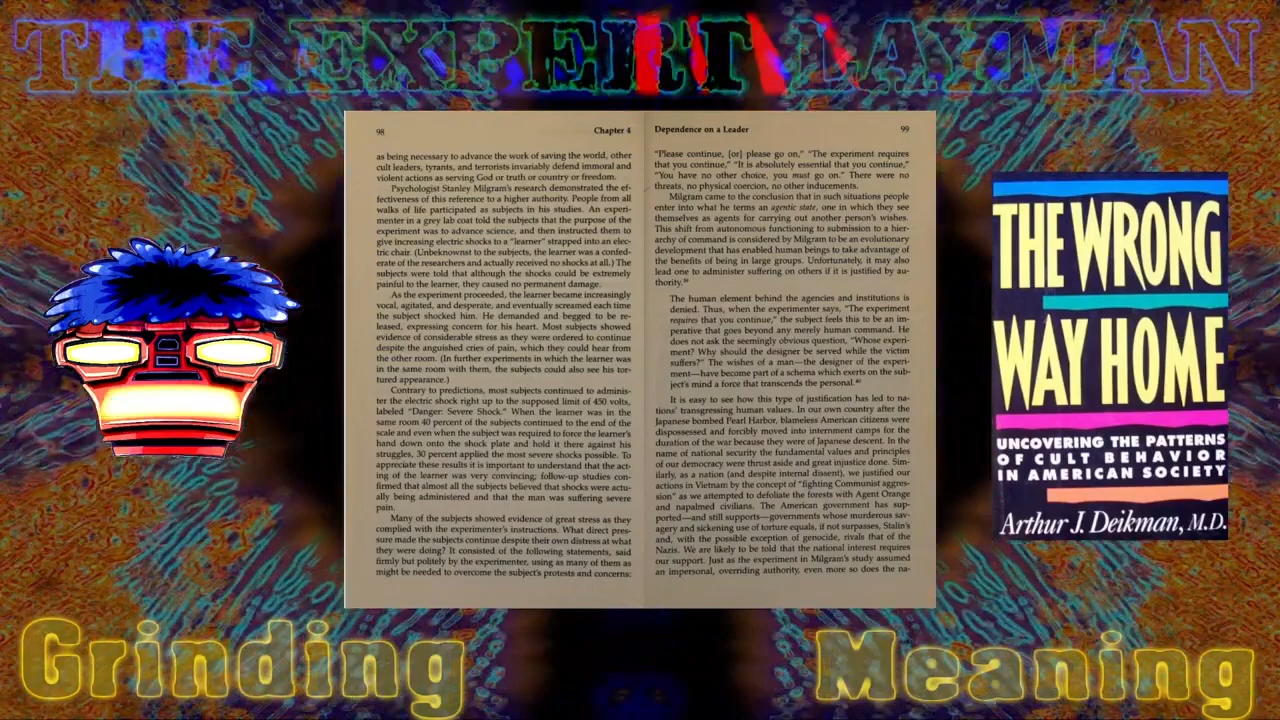 THE EXPERT LAYMAN
98 Chapter 4
as being necessary to advance the work of saving the world, other
cult leaders, tyrants, and terrorists invariably defend immoral and
violent actions as serving God or truth or country or freedom.
Psychologist Stanley Milgram's research demonstrated the ef-
fectiveness of this reference to a higher authority. People from all
walks of life participated as subjects in his studies. An experi-
menter in a grey lab coat told the subjects that the purpose of the
experiment was to advance science, and then instructed them to
give increasing electric shocks to a "learner" strapped into an elec-
tric chair. (Unbeknownst to the subjects, the learner was a confed-
erate of the researchers and actually received no shocks at all.) The
subjects were told that although the shocks could be extremely
painful to the learner, they caused no permanent damage.
As the experiment proceeded, the learner became increasingly
vocal, agitated, and desperate, and eventually screamed each time
the subject shocked him. He demanded and begged to be re-
leased, expressing concern for his heart. Most subjects showed
evidence of considerable stress as they were ordered to continue
despite the anguished cries of pain, which they could hear from
the other room. (In further experiments in which the learner was
in the same room with them, the subjects could also see his tor-
tured appearance.)
Contrary to predictions, most subjects continued to adminis-
ter the electric shock right up to the supposed limit of 450 volts,
labeled "Danger: Severe Shock." When the learner was in the
same room 40 percent of the subjects continued to the end of the
scale and even when the subject was required to force the learner's
hand down onto the shock plate and hold it there against his
struggles, 30 percent applied the most severe shocks possible. To
appreciate these results it is important to understand that the act-
ing of the learner was very convincing; follow-up studies con-
firmed that almost all the subjects believed that shocks were actu-
ally being administered and that the man was suffering severe
pain.
Many of the subjects showed evidence of great stress as they
complied with the experimenter's instructions. What direct pres-
sure made the subjects continue despite their own distress at what
they were doing? It consisted of the following statements, said
firmly but politely by the experimenter, using as many of them as
might be needed to overcome the subject's protests and concerns:
Dependence on a Leader 99
"Please continue, [or] please go on," "The experiment requires
that you continue," "It is absolutely essential that you continue,"
"You have no other choice, you must go on." There were no
threats, no physical coercion, no other inducements.
Milgram came to the conclusion that in such situations people
enter into what he terms an agentic state, one in which they see
themselves as agents for carrying out another person's wishes.
This shift from autonomous functioning to submission to a hier-
archy of command is considered by Milgram to be an evolutionary
development that has enabled human beings to take advantage of
the benefits of being in large groups. Unfortunately, it may also
lead one to administer suffering on others if it is justified by au-
thority.³⁹
The human element behind the agencies and institutions is
denied. Thus, when the experimenter says, "The experiment
requires that you continue," the subject feels this to be an im-
perative that goes beyond any merely human command. He
does not ask the seemingly obvious question, "Whose experi-
ment? Why should the designer be served while the victim
suffers?" The wishes of a man—the designer of the experi-
ment—have become part of a schema which exerts on the sub-
ject's mind a force that transcends the personal.⁴⁰
It is easy to see how this type of justification has led to na-
tions' transgressing human values. In our own country after the
Japanese bombed Pearl Harbor, blameless American citizens were
dispossessed and forcibly moved into internment camps for the
duration of the war because they were of Japanese descent. In the
name of national security the fundamental values and principles
of our democracy were thrust aside and great injustice done. Sim-
ilarly, as a nation (and despite internal dissent), we justified our
actions in Vietnam by the concept of "fighting Communist aggres-
sion" as we attempted to defoliate the forests with Agent Orange
and napalmed civilians. The American government has sup-
ported—and still supports—governments whose murderous sav-
agery and sickening use of torture equals, if not surpasses, Stalin's
and, with the possible exception of genocide, rivals that of the
Nazis. We are likely to be told that the national interest requires
our support. Just as the experiment in Milgram's study assumed
an impersonal, overriding authority, even more so does the na-
THE WRONG
WAY HOME
UNCOVERING THE PATTERNS
OF CULT BEHAVIOR
IN AMERICAN SOCIETY
Arthur J. Deikman, M.D.
Grinding Meaning